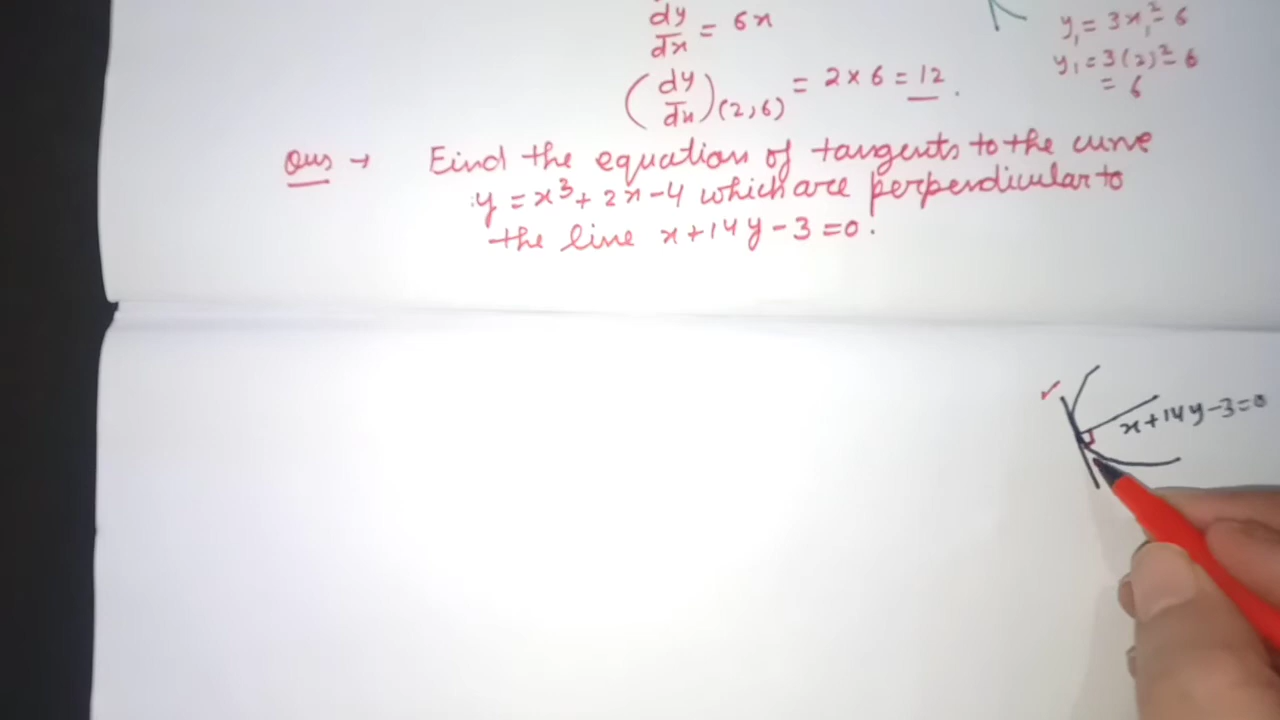 dy/dx = 6x
(dy/dx)(2,6) = 2 × 6 = 12.
y₁ = 3x₁² - 6
y₁ = 3(2)² - 6
= 6
Qus → Find the equation of tangents to the curve
y = x³ + 2x - 4 which are perpendicular to
the line x + 14y - 3 = 0.
x + 14y - 3 = 0